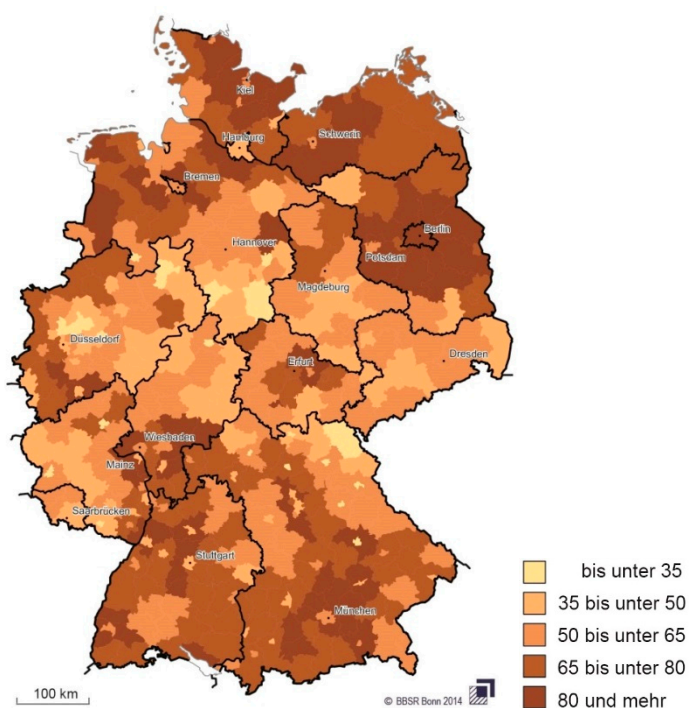 Kiel
Hamburg
Schwerin
Bremen
Berlin
Hannover
Potsdam
Magdeburg
Düsseldorf
Erfurt
Dresden
Wiesbaden
Mainz
Saarbrücken
Stuttgart
München
bis unter 35
35 bis unter 50
50 bis unter 65
65 bis unter 80
80 und mehr
100 km
© BBSR Bonn 2014